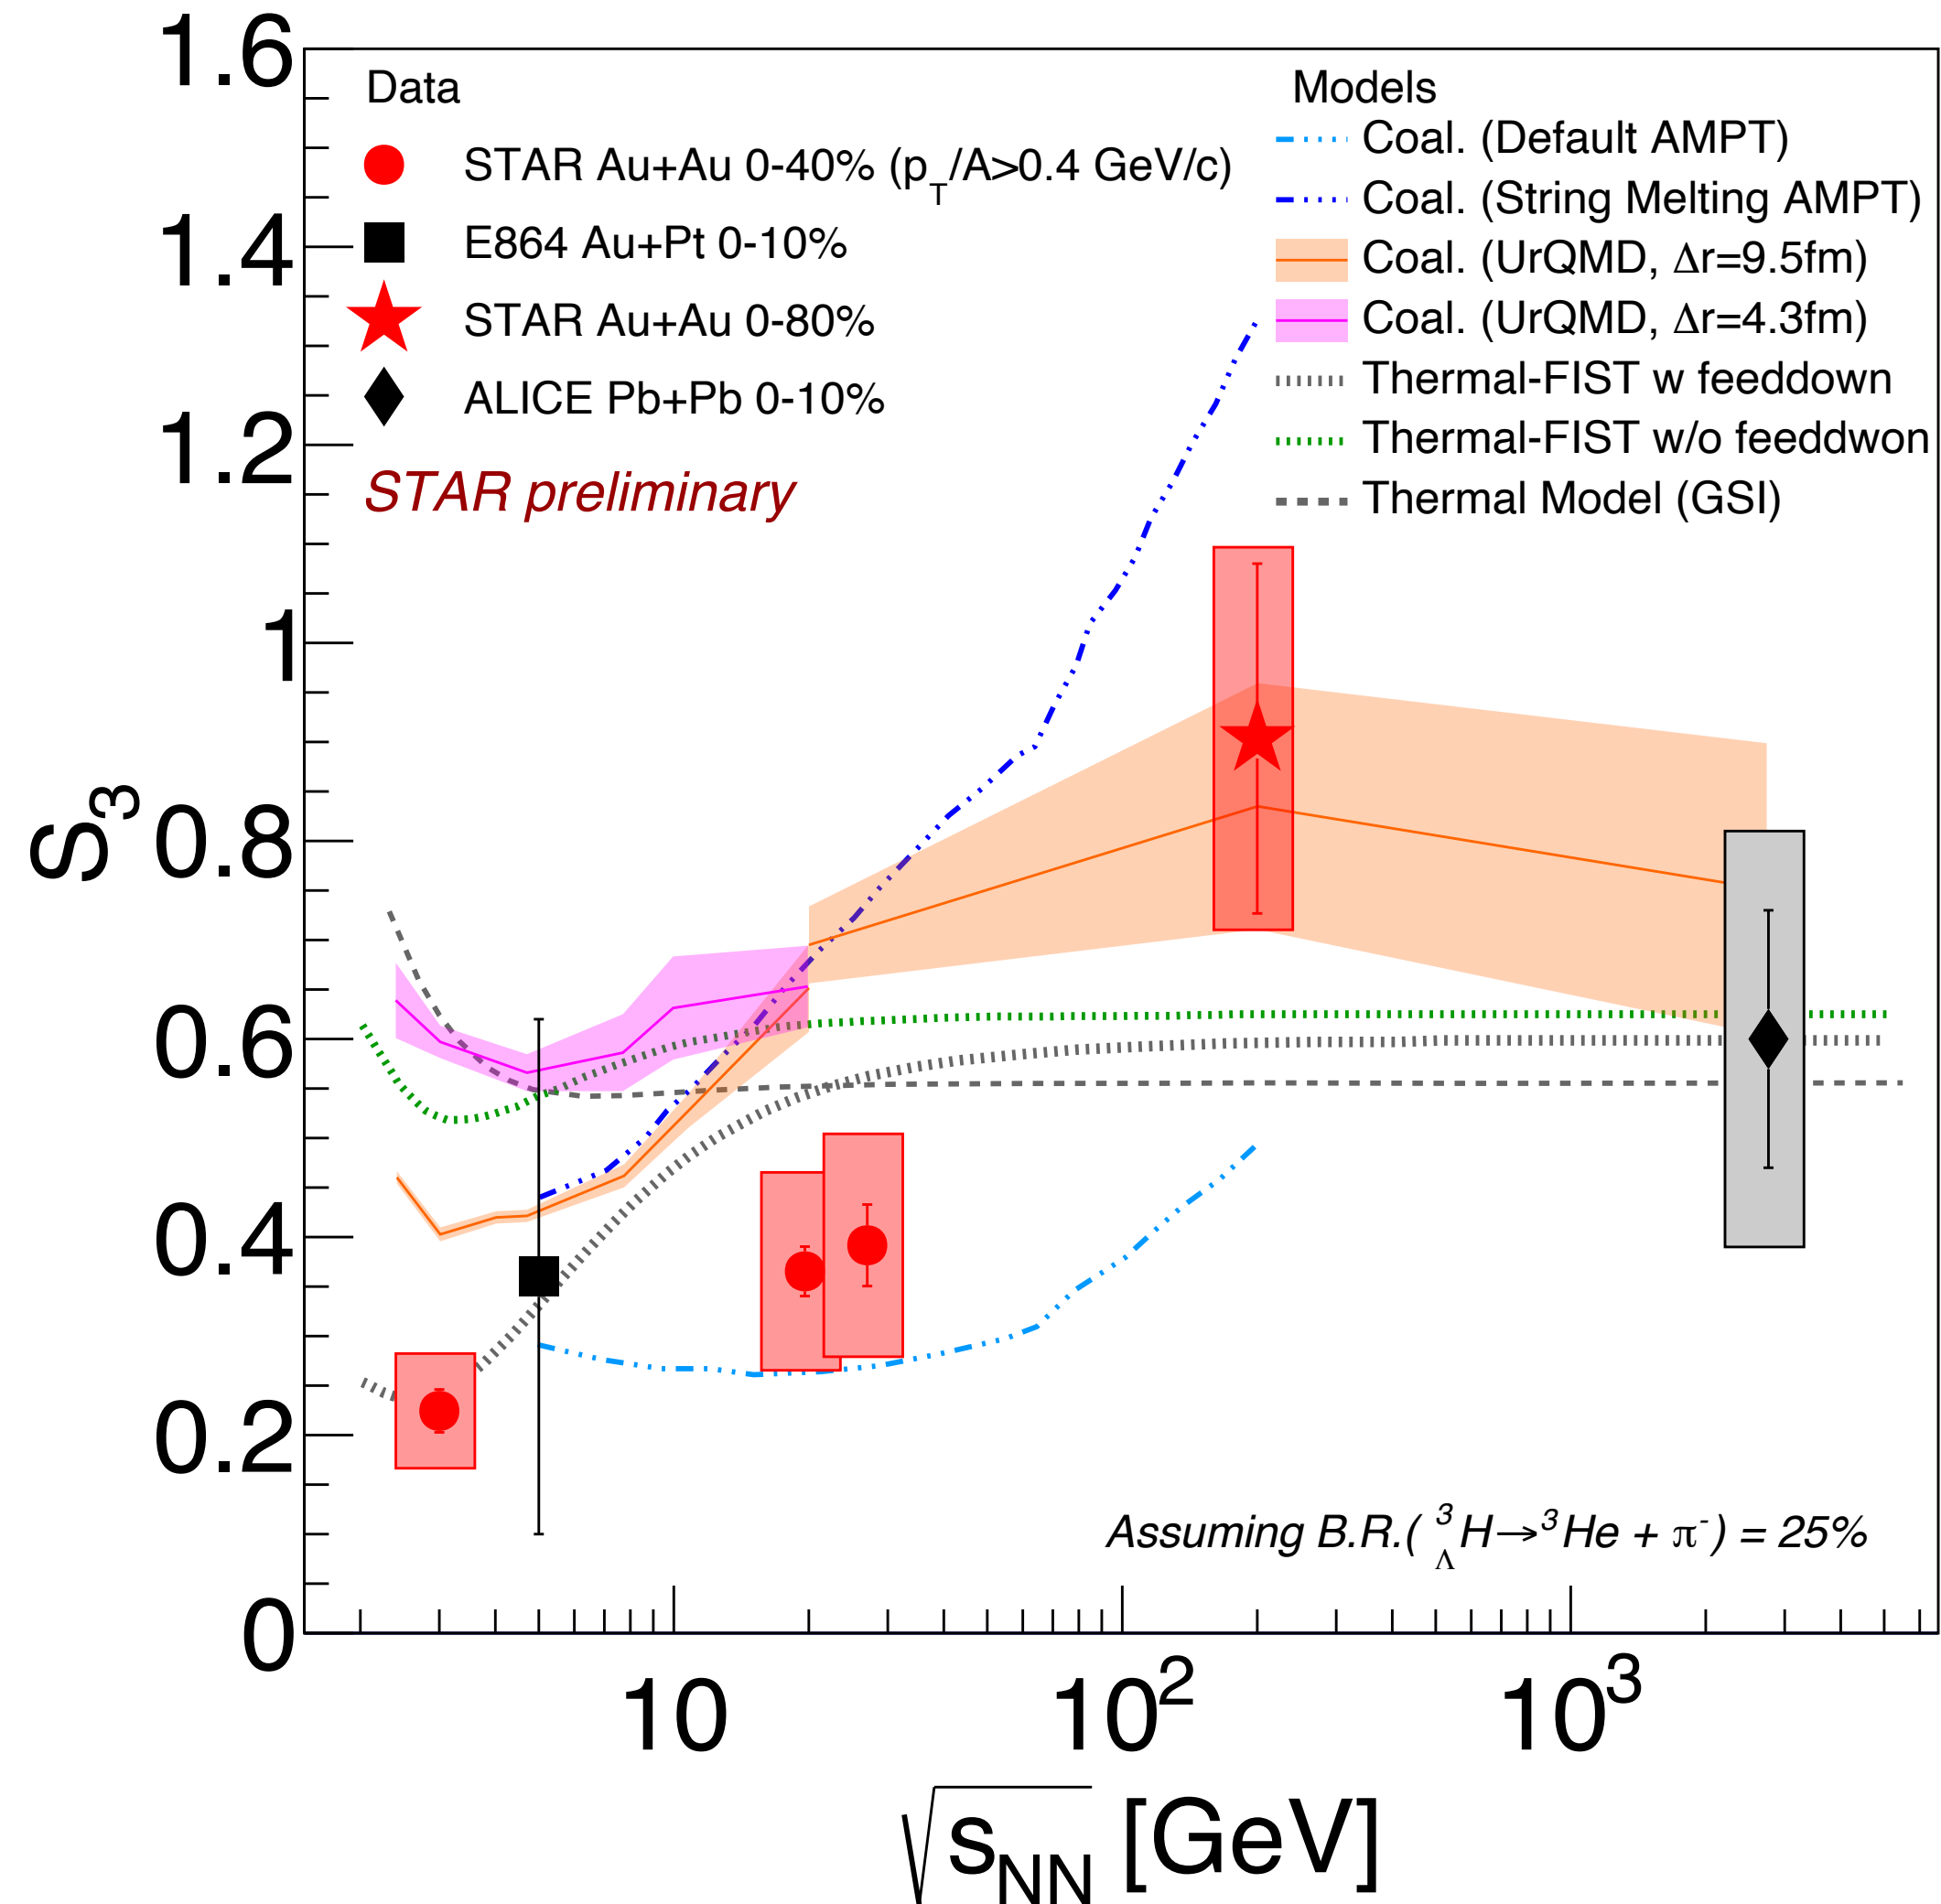 1.6
1.4
1.2
1
0.8
0.6
0.4
0.2
0
S3
Data
STAR Au+Au 0-40% (pT/A>0.4 GeV/c)
E864 Au+Pt 0-10%
STAR Au+Au 0-80%
ALICE Pb+Pb 0-10%
STAR preliminary
Models
Coal. (Default AMPT)
Coal. (String Melting AMPT)
Coal. (UrQMD, Δr=9.5fm)
Coal. (UrQMD, Δr=4.3fm)
Thermal-FIST w feeddown
Thermal-FIST w/o feeddwon
Thermal Model (GSI)
Assuming B.R.(³ΛH→³He + π⁻) = 25%
10 10² 10³
√sNN [GeV]